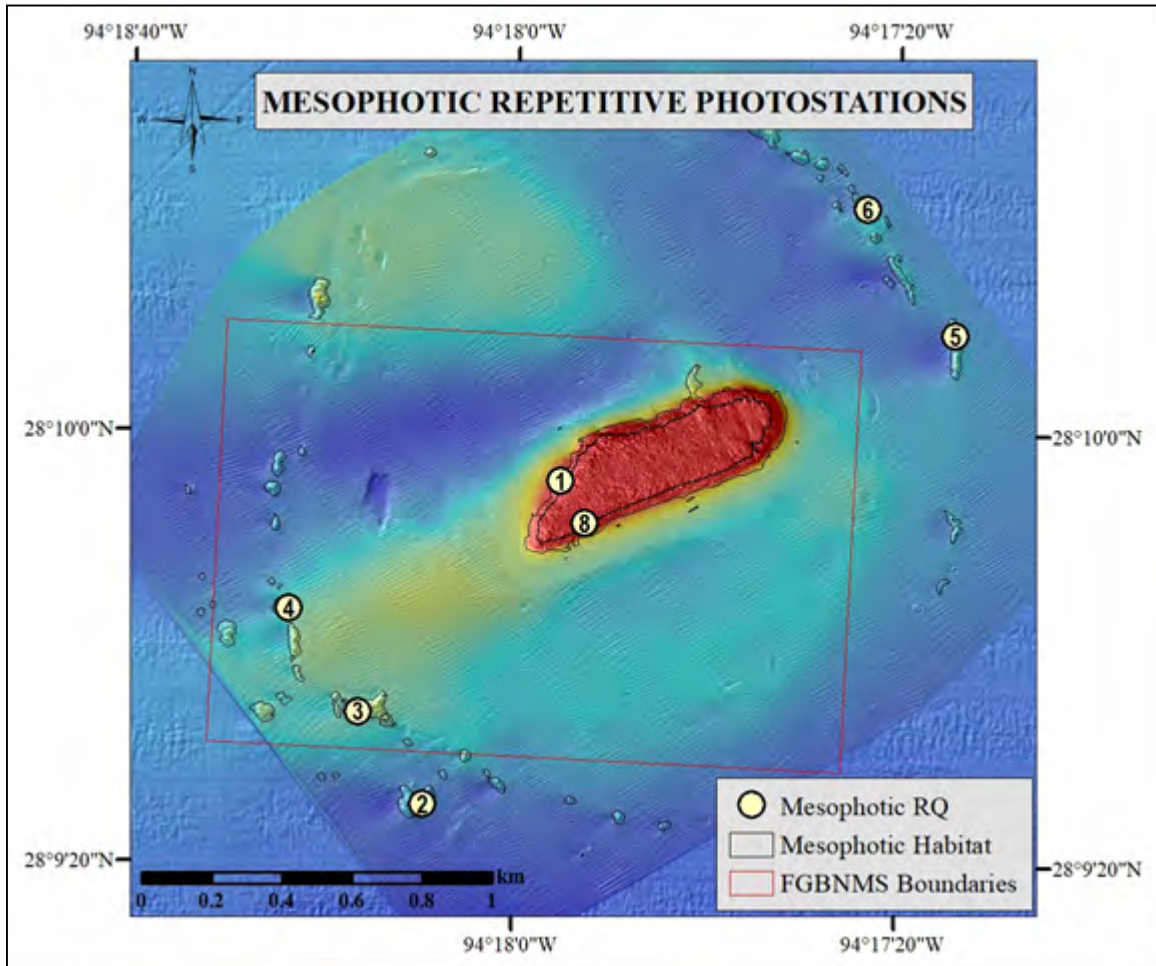 94°18'40"W
94°18'0"W
94°17'20"W
N
W
E
S
MESOPHOTIC REPETITIVE PHOTOSTATIONS
6
5
28°10'0"N
28°10'0"N
1
8
4
3
2
Mesophotic RQ
Mesophotic Habitat
FGBNMS Boundaries
28°9'20"N
28°9'20"N
km
0 0.2 0.4 0.6 0.8 1
94°18'0"W
94°17'20"W